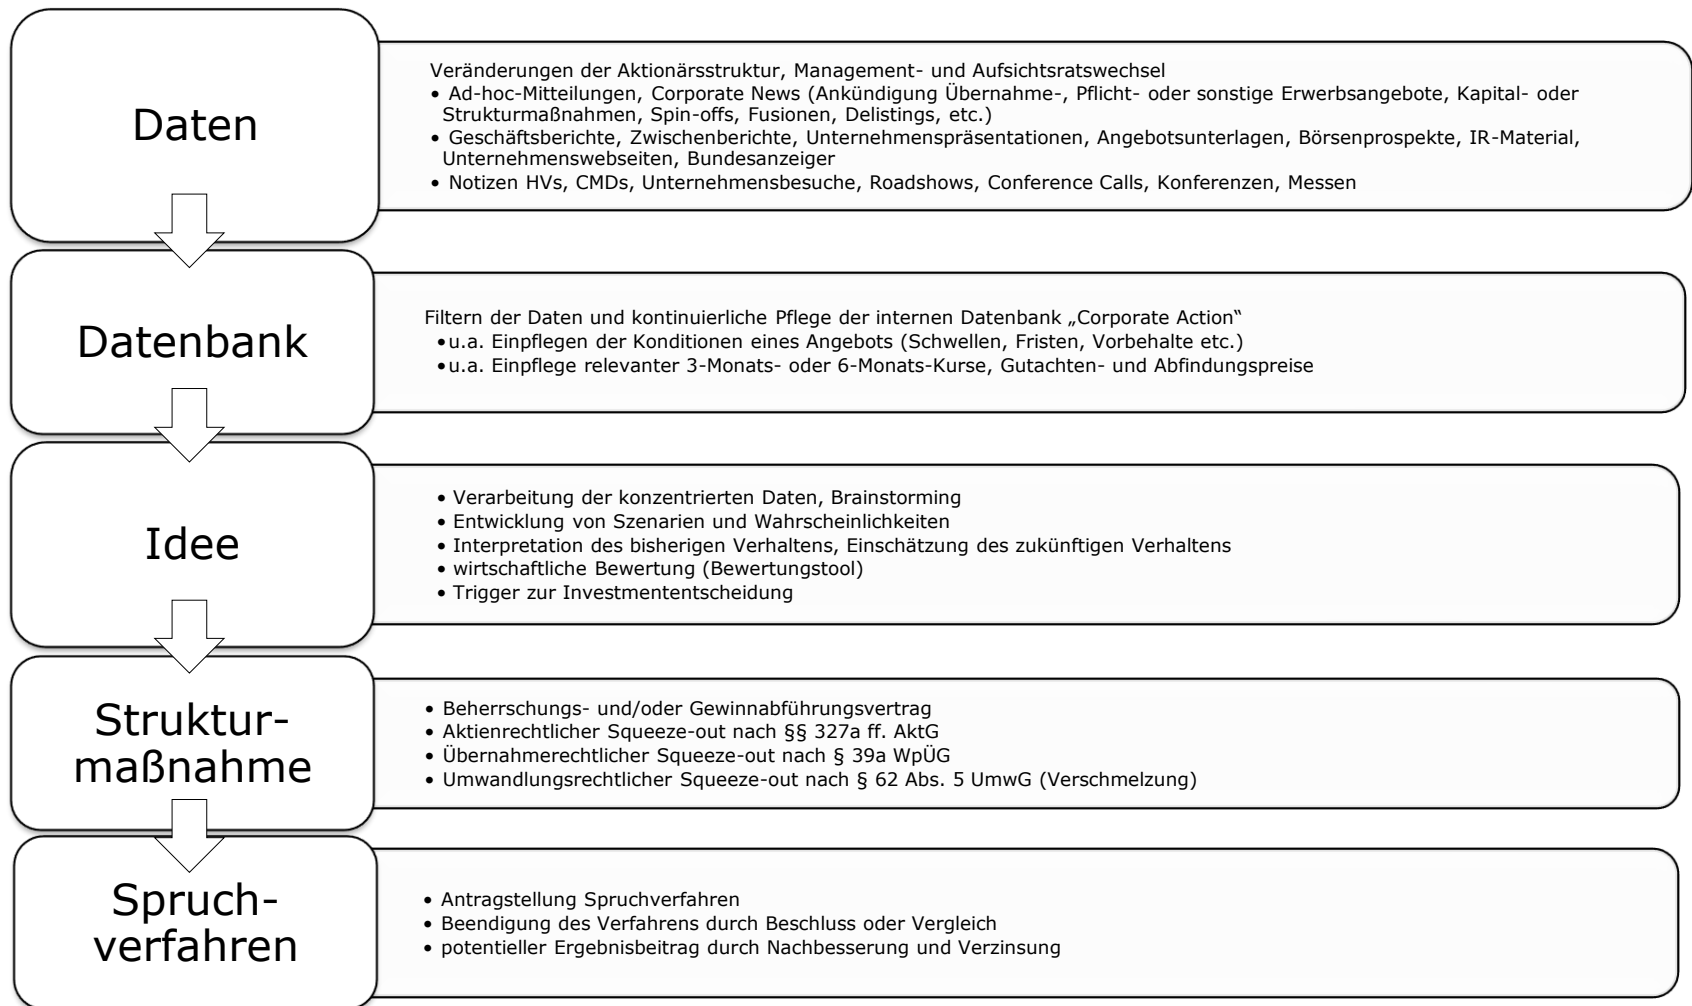 Daten
Veränderungen der Aktionärsstruktur, Management- und Aufsichtsratswechsel
• Ad-hoc-Mitteilungen, Corporate News (Ankündigung Übernahme-, Pflicht- oder sonstige Erwerbsangebote, Kapital- oder
Strukturmaßnahmen, Spin-offs, Fusionen, Delistings, etc.)
• Geschäftsberichte, Zwischenberichte, Unternehmenspräsentationen, Angebotsunterlagen, Börsenprospekte, IR-Material,
Unternehmenswebseiten, Bundesanzeiger
• Notizen HVs, CMDs, Unternehmensbesuche, Roadshows, Conference Calls, Konferenzen, Messen
Datenbank
Filtern der Daten und kontinuierliche Pflege der internen Datenbank „Corporate Action“
•u.a. Einpflegen der Konditionen eines Angebots (Schwellen, Fristen, Vorbehalte etc.)
•u.a. Einpflege relevanter 3-Monats- oder 6-Monats-Kurse, Gutachten- und Abfindungspreise
Idee
• Verarbeitung der konzentrierten Daten, Brainstorming
• Entwicklung von Szenarien und Wahrscheinlichkeiten
• Interpretation des bisherigen Verhaltens, Einschätzung des zukünftigen Verhaltens
• wirtschaftliche Bewertung (Bewertungstool)
• Trigger zur Investmententscheidung
Struktur-
maßnahme
• Beherrschungs- und/oder Gewinnabführungsvertrag
• Aktienrechtlicher Squeeze-out nach §§ 327a ff. AktG
• Übernahmerechtlicher Squeeze-out nach § 39a WpÜG
• Umwandlungsrechtlicher Squeeze-out nach § 62 Abs. 5 UmwG (Verschmelzung)
Spruch-
verfahren
• Antragstellung Spruchverfahren
• Beendigung des Verfahrens durch Beschluss oder Vergleich
• potentieller Ergebnisbeitrag durch Nachbesserung und Verzinsung